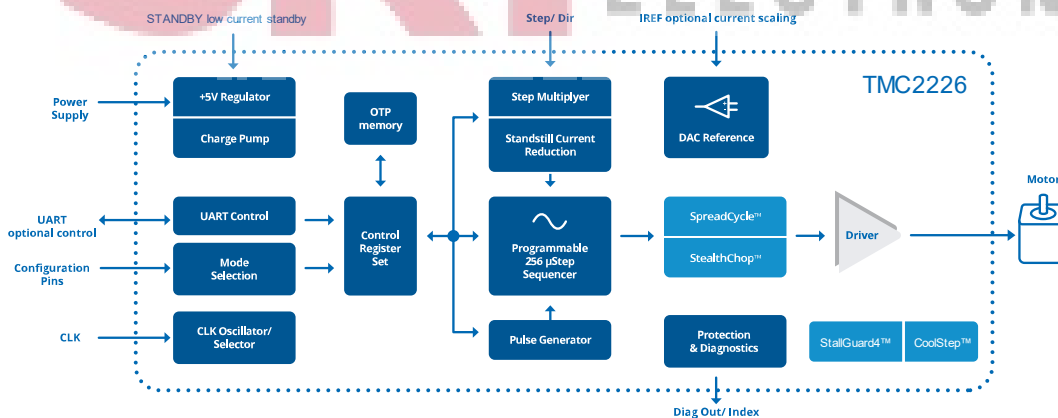 STANDBY low current standby
Step/ Dir
IREF optional current scaling
TMC2226
Power
Supply
+5V Regulator
Charge Pump
OTP
memory
Step Multiplyer
Standstill Current
Reduction
DAC Reference
Motor
UART
optional control
UART Control
Configuration
Pins
Mode
Selection
Control
Register
Set
Programmable
256 µStep
Sequencer
SpreadCycle™
StealthChop™
Driver
CLK
CLK Oscillator/
Selector
Pulse Generator
Protection
& Diagnostics
StallGuard4™
CoolStep™
Diag Out/ Index